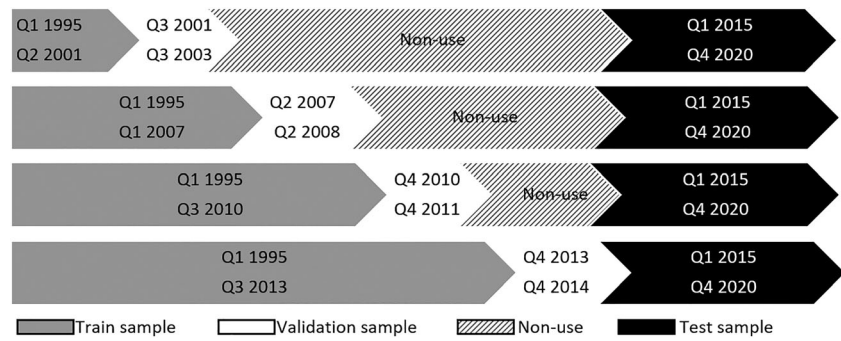 Q1 1995 Q3 2001 Non-use Q1 2015
Q2 2001 Q3 2003 Q4 2020
Q1 1995 Q2 2007 Non-use Q1 2015
Q1 2007 Q2 2008 Q4 2020
Q1 1995 Q4 2010 Non-use Q1 2015
Q3 2010 Q4 2011 Q4 2020
Q1 1995 Q4 2013 Q1 2015
Q3 2013 Q4 2014 Q4 2020
Train sample Validation sample Non-use Test sample